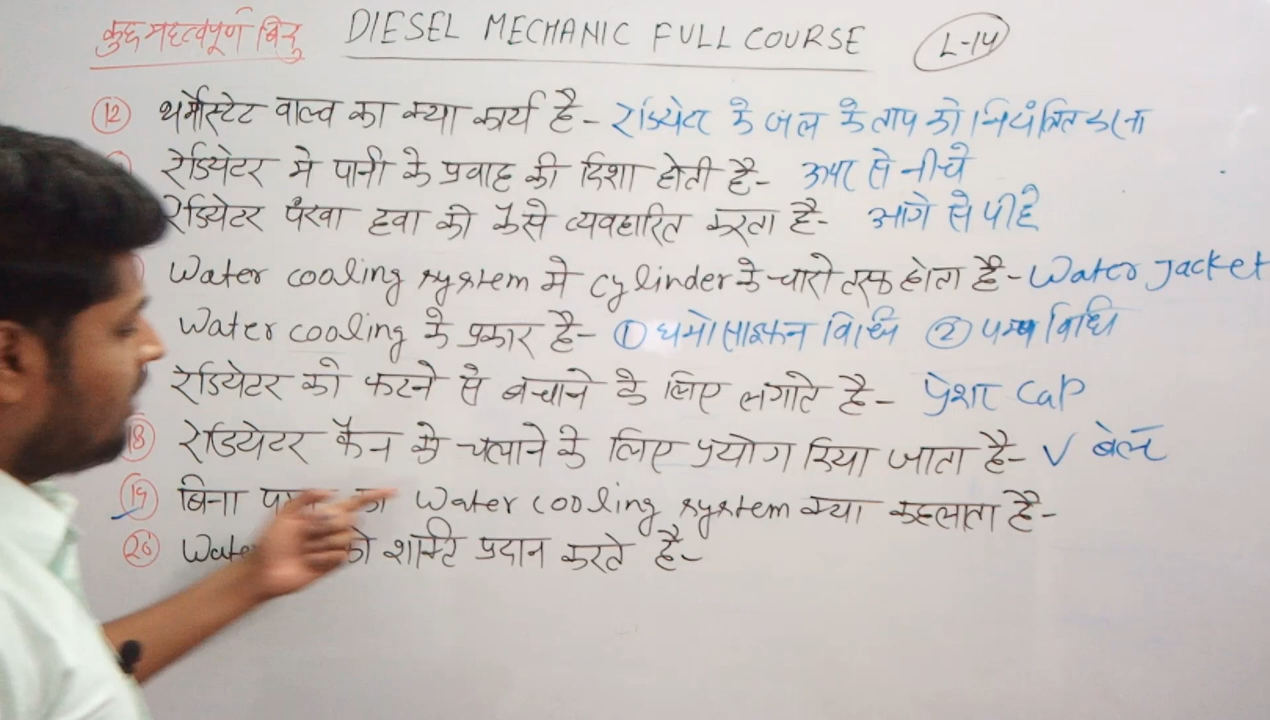 कुछ महत्वपूर्ण बिन्दु DIESEL MECHANIC FULL COURSE L-14
12 थर्मोस्टेट वाल्व का क्या कार्य है- रेडियेटर के जल के ताप को नियंत्रित करना
रेडियेटर मे पानी के प्रवाह की दिशा होती है- ऊपर से नीचे
रेडियेटर पंखा हवा को कैसे व्यवहारित करता है- आगे से पीछे
Water cooling system मे cylinder के चारो तरफ होता है- Water Jacket
Water cooling के प्रकार है- ① थर्मोसाइफन विधि ② पम्प विधि
रेडियेटर को फटने से बचाने के लिए लगाते है- प्रेशर Cap
18 रेडियेटर फैन को चलाने के लिए प्रयोग किया जाता है- V बेल्ट
19 बिना का Water cooling system क्या कहलाता है-
20 को शक्ति प्रदान करते है-